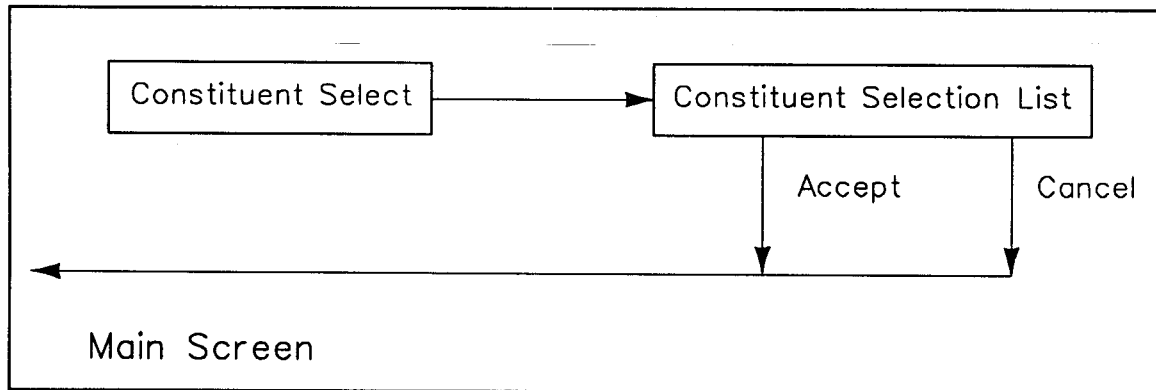 Constituent Select
Constituent Selection List
Accept
Cancel
Main Screen